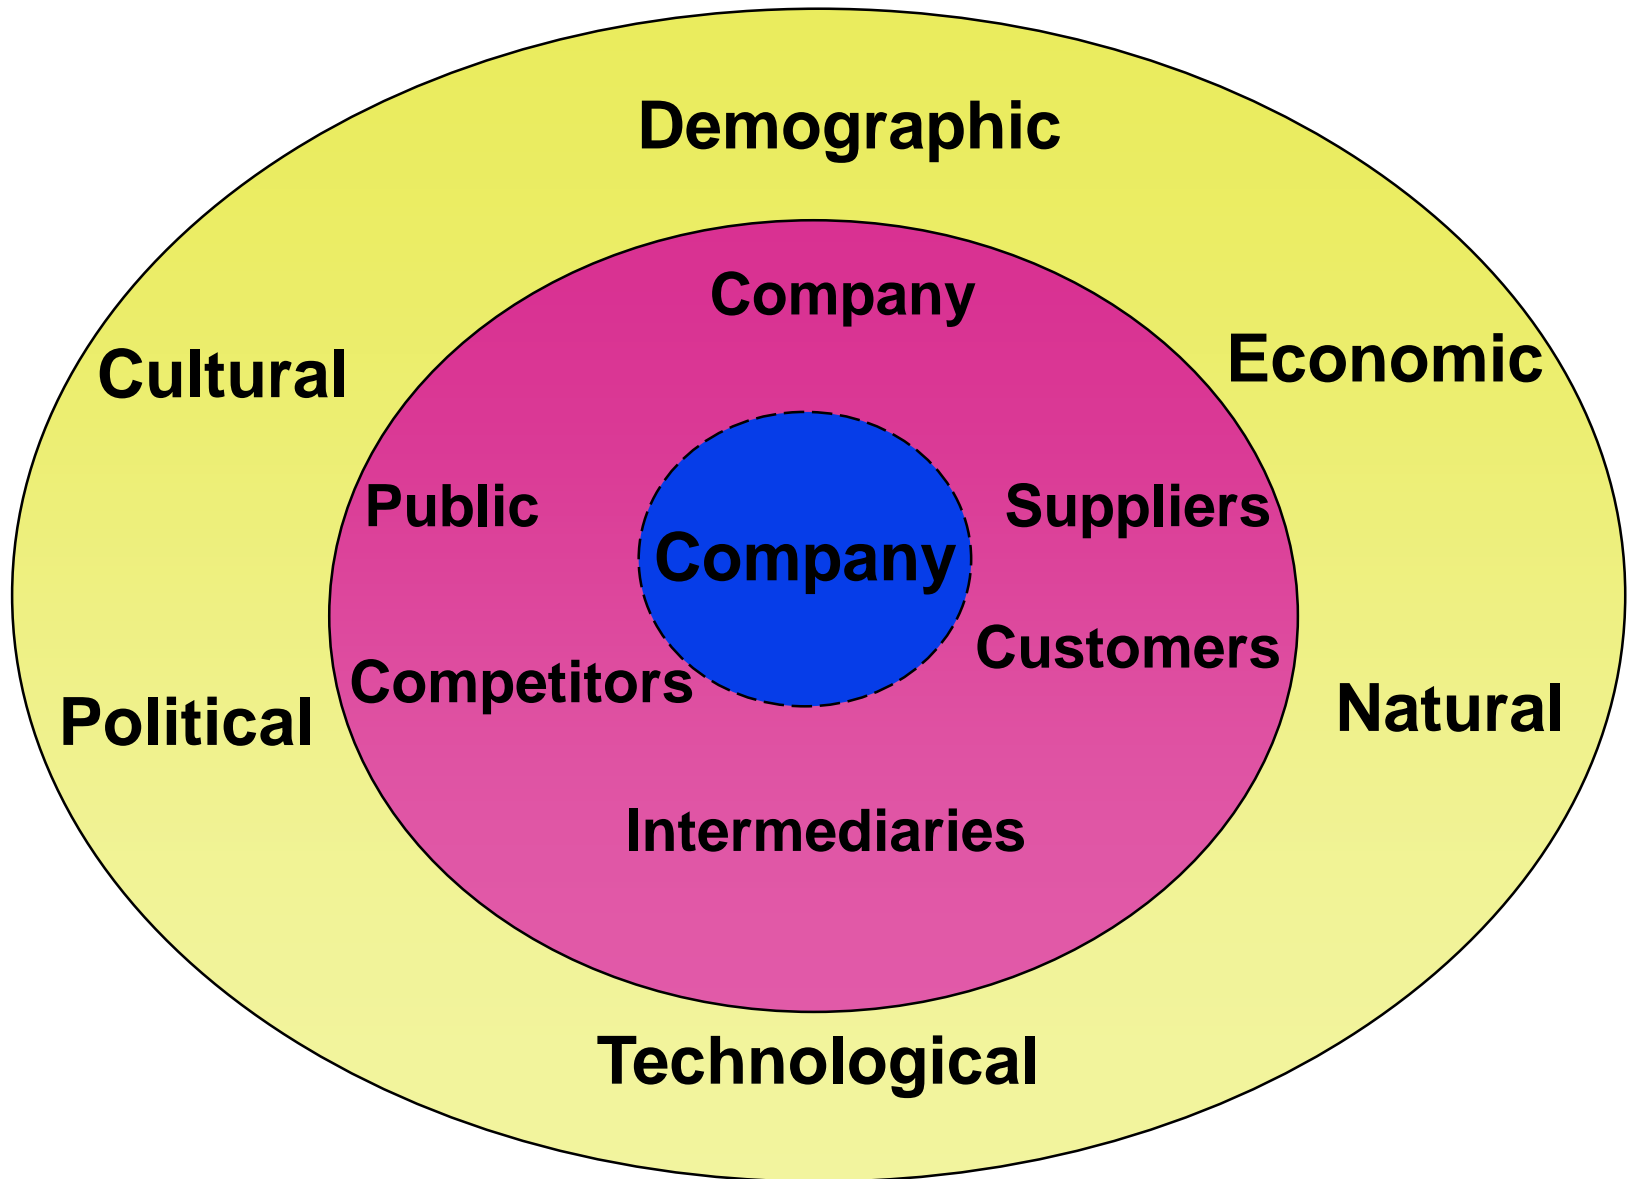 Demographic
Company
Cultural
Economic
Public
Suppliers
Company
Customers
Competitors
Political
Natural
Intermediaries
Technological